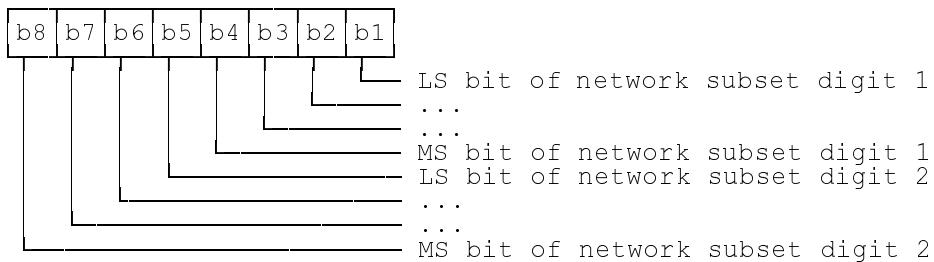 b8 b7 b6 b5 b4 b3 b2 b1
LS bit of network subset digit 1
...
...
MS bit of network subset digit 1
LS bit of network subset digit 2
...
...
MS bit of network subset digit 2